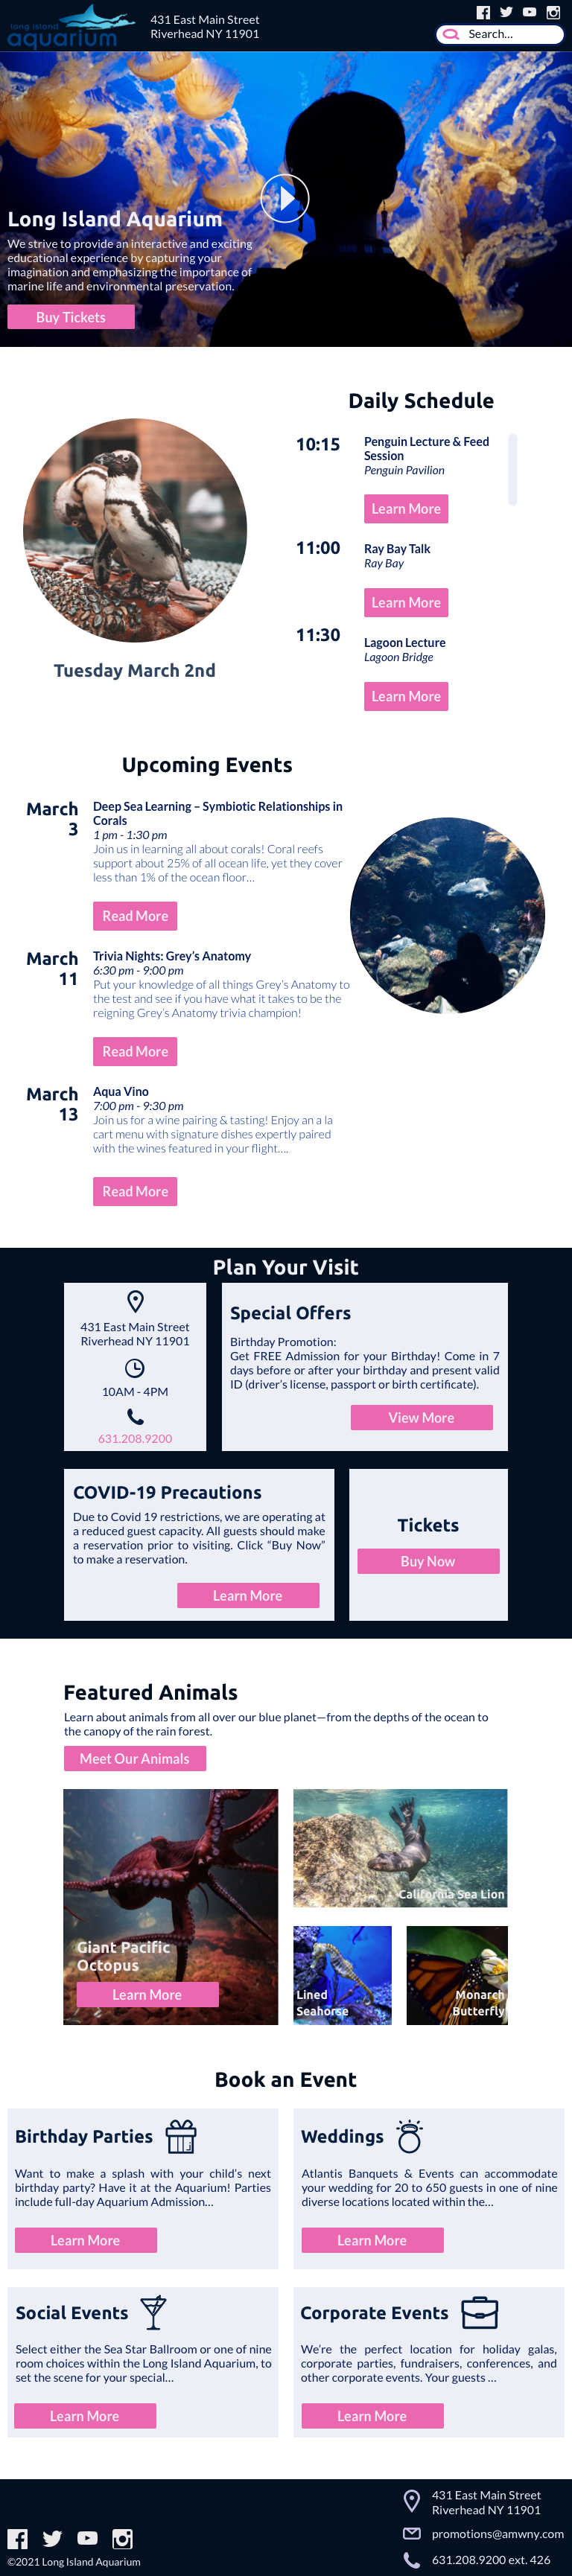 long island
aquarium
431 East Main Street
Riverhead NY 11901
Search...
Long Island Aquarium
We strive to provide an interactive and exciting
educational experience by capturing your
imagination and emphasizing the importance of
marine life and environmental preservation.
Buy Tickets
Tuesday March 2nd
Daily Schedule
10:15
Penguin Lecture & Feed
Session
Penguin Pavilion
Learn More
11:00
Ray Bay Talk
Ray Bay
Learn More
11:30
Lagoon Lecture
Lagoon Bridge
Learn More
Upcoming Events
March
3
Deep Sea Learning – Symbiotic Relationships in
Corals
1 pm - 1:30 pm
Join us in learning all about corals! Coral reefs
support about 25% of all ocean life, yet they cover
less than 1% of the ocean floor...
Read More
March
11
Trivia Nights: Grey's Anatomy
6:30 pm - 9:00 pm
Put your knowledge of all things Grey's Anatomy to
the test and see if you have what it takes to be the
reigning Grey's Anatomy trivia champion!
Read More
March
13
Aqua Vino
7:00 pm - 9:30 pm
Join us for a wine pairing & tasting! Enjoy an a la
cart menu with signature dishes expertly paired
with the wines featured in your flight....
Read More
Plan Your Visit
431 East Main Street
Riverhead NY 11901
10AM - 4PM
631.208.9200
Special Offers
Birthday Promotion:
Get FREE Admission for your Birthday! Come in 7
days before or after your birthday and present valid
ID (driver's license, passport or birth certificate).
View More
COVID-19 Precautions
Due to Covid 19 restrictions, we are operating at
a reduced guest capacity. All guests should make
a reservation prior to visiting. Click “Buy Now”
to make a reservation.
Learn More
Tickets
Buy Now
Featured Animals
Learn about animals from all over our blue planet—from the depths of the ocean to
the canopy of the rain forest.
Meet Our Animals
Giant Pacific
Octopus
Learn More
California Sea Lion
Lined
Seahorse
Monarch
Butterfly
Book an Event
Birthday Parties
Want to make a splash with your child's next
birthday party? Have it at the Aquarium! Parties
include full-day Aquarium Admission...
Learn More
Weddings
Atlantis Banquets & Events can accommodate
your wedding for 20 to 650 guests in one of nine
diverse locations located within the...
Learn More
Social Events
Select either the Sea Star Ballroom or one of nine
room choices within the Long Island Aquarium, to
set the scene for your special...
Learn More
Corporate Events
We're the perfect location for holiday galas,
corporate parties, fundraisers, conferences, and
other corporate events. Your guests ...
Learn More
431 East Main Street
Riverhead NY 11901
promotions@amwny.com
631.208.9200 ext. 426
©2021 Long Island Aquarium